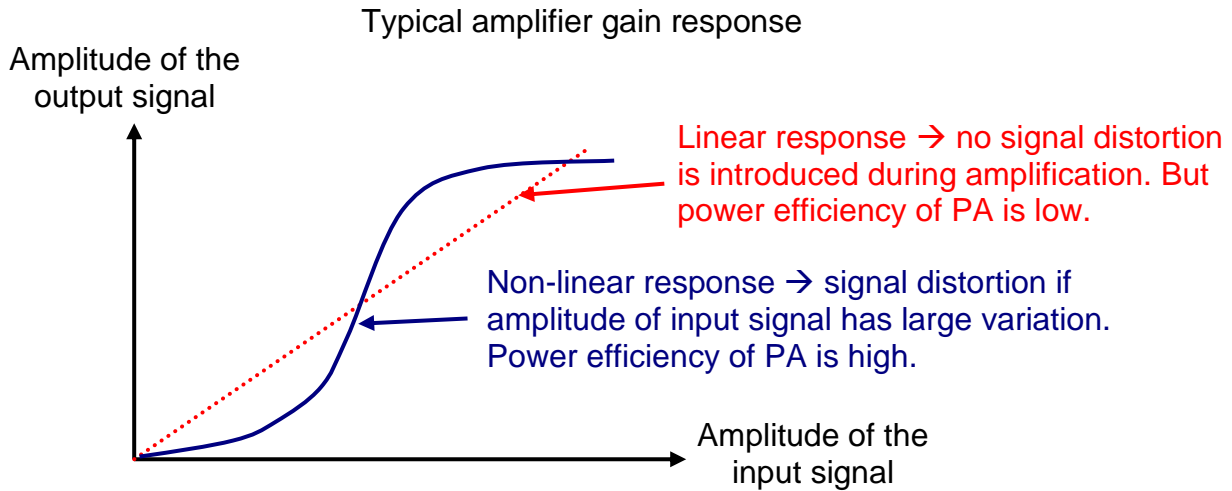 Typical amplifier gain response
Amplitude of the
output signal
Linear response → no signal distortion
is introduced during amplification. But
power efficiency of PA is low.
Non-linear response → signal distortion if
amplitude of input signal has large variation.
Power efficiency of PA is high.
Amplitude of the
input signal